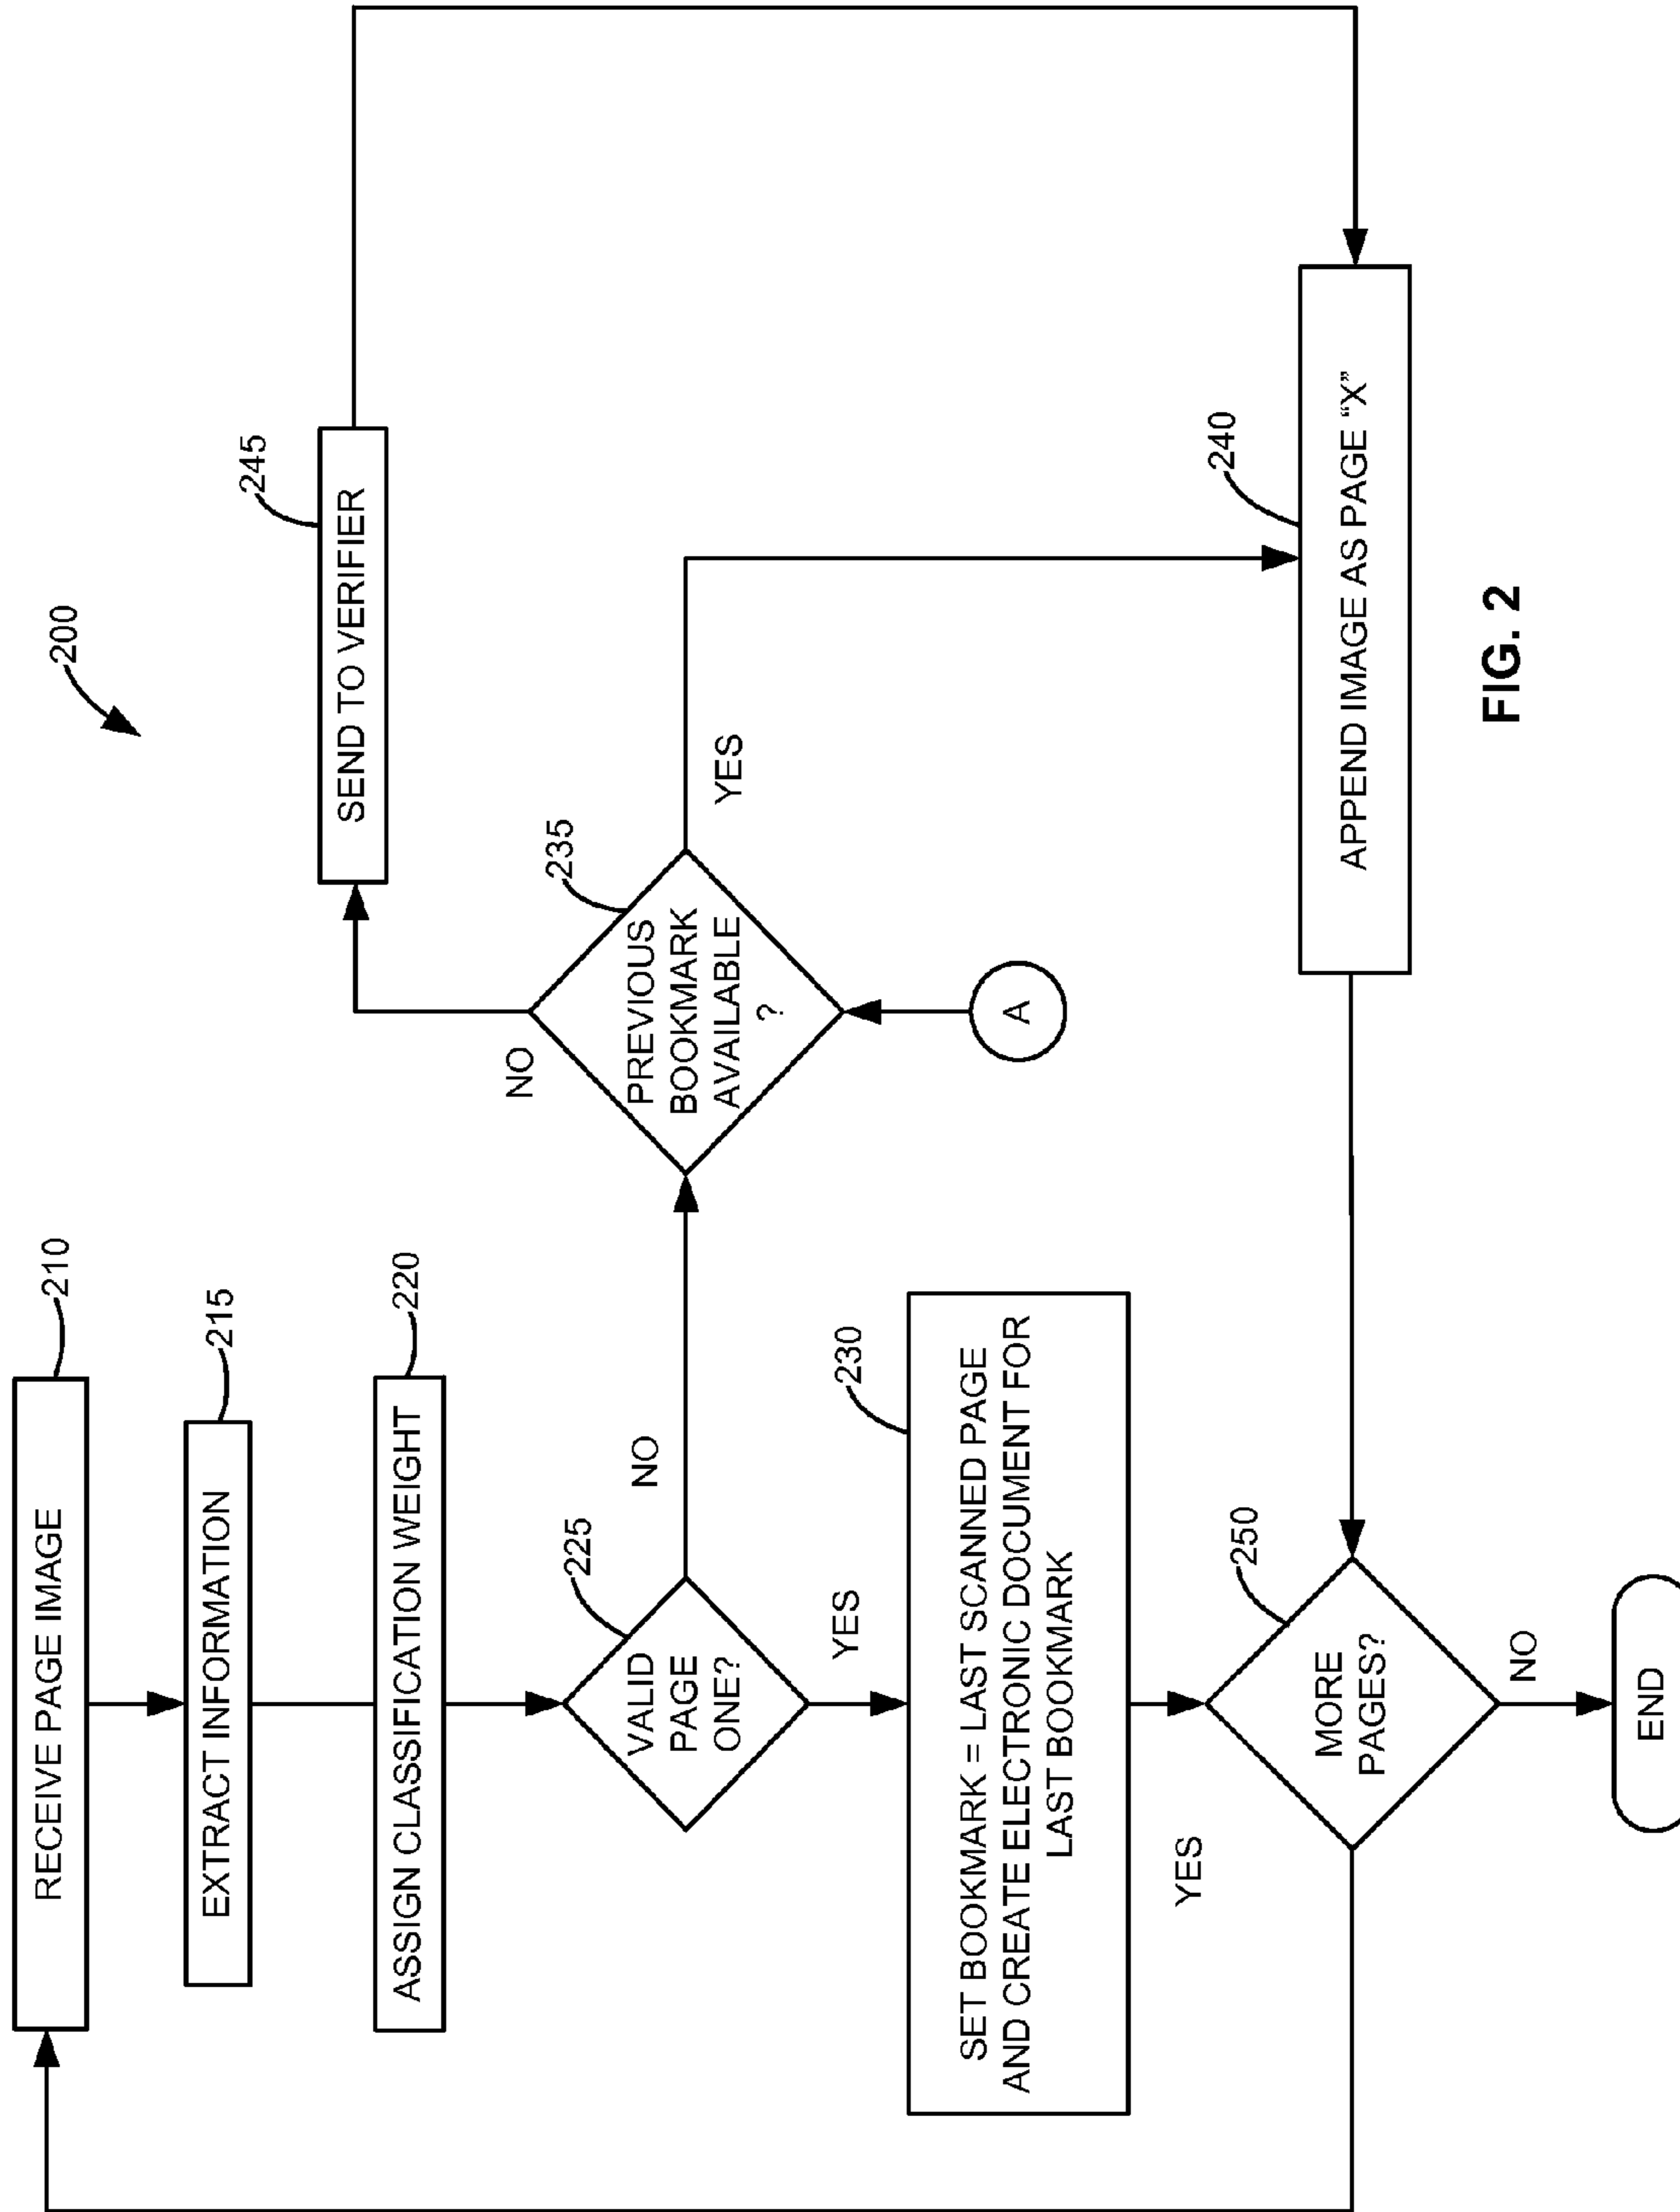 200
RECEIVE PAGE IMAGE
210
EXTRACT INFORMATION
215
ASSIGN CLASSIFICATION WEIGHT
220
VALID
PAGE
ONE?
225
NO
YES
SET BOOKMARK = LAST SCANNED PAGE
AND CREATE ELECTRONIC DOCUMENT FOR
LAST BOOKMARK
230
PREVIOUS
BOOKMARK
AVAILABLE
?
235
NO
YES
SEND TO VERIFIER
245
A
APPEND IMAGE AS PAGE “X”
240
MORE
PAGES?
250
YES
NO
END
FIG. 2